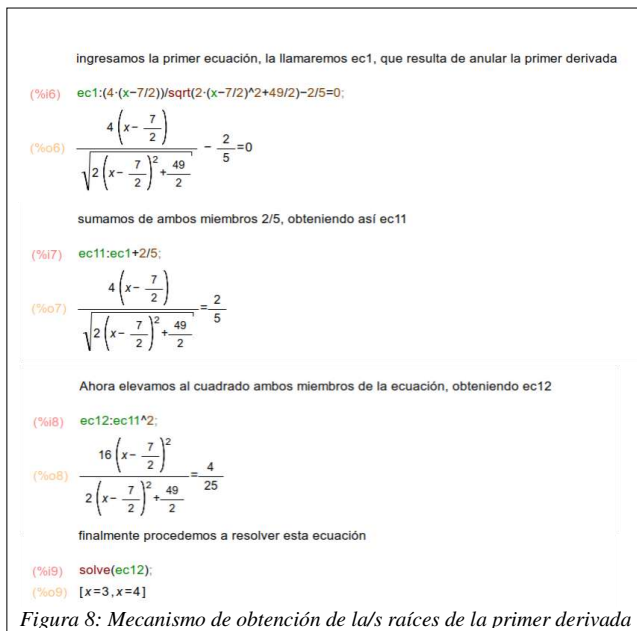 ingresamos la primer ecuación, la llamaremos ec1, que resulta de anular la primer derivada
(%i6) ec1:(4·(x−7/2))/sqrt(2·(x−7/2)^2+49/2)−2/5=0;
(%o6) 4(x − 7/2) / √(2(x − 7/2)² + 49/2) − 2/5 = 0
sumamos de ambos miembros 2/5, obteniendo así ec11
(%i7) ec11:ec1+2/5;
(%o7) 4(x − 7/2) / √(2(x − 7/2)² + 49/2) = 2/5
Ahora elevamos al cuadrado ambos miembros de la ecuación, obteniendo ec12
(%i8) ec12:ec11^2;
(%o8) 16(x − 7/2)² / (2(x − 7/2)² + 49/2) = 4/25
finalmente procedemos a resolver esta ecuación
(%i9) solve(ec12);
(%o9) [x=3,x=4]
Figura 8: Mecanismo de obtención de la/s raíces de la primer derivada